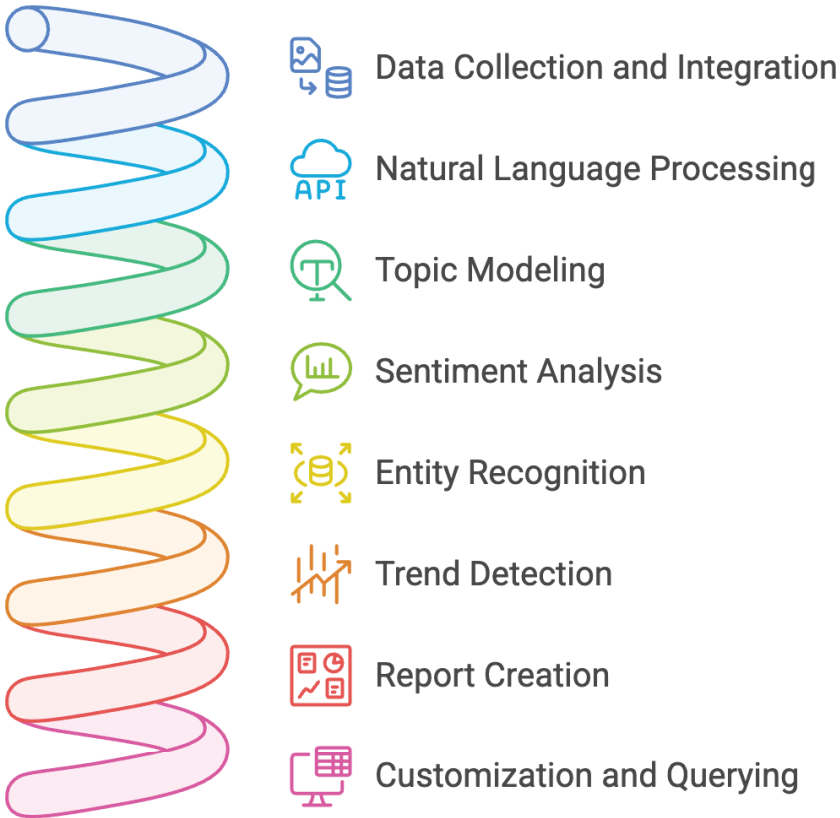 Data Collection and Integration
API
Natural Language Processing
Topic Modeling
Sentiment Analysis
Entity Recognition
Trend Detection
Report Creation
Customization and Querying